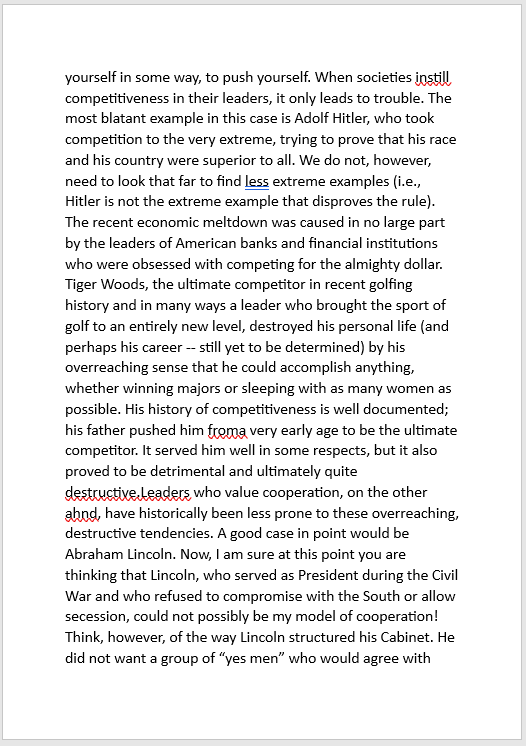 yourself in some way, to push yourself. When societies instill
competitiveness in their leaders, it only leads to trouble. The
most blatant example in this case is Adolf Hitler, who took
competition to the very extreme, trying to prove that his race
and his country were superior to all. We do not, however,
need to look that far to find less extreme examples (i.e.,
Hitler is not the extreme example that disproves the rule).
The recent economic meltdown was caused in no large part
by the leaders of American banks and financial institutions
who were obsessed with competing for the almighty dollar.
Tiger Woods, the ultimate competitor in recent golfing
history and in many ways a leader who brought the sport of
golf to an entirely new level, destroyed his personal life (and
perhaps his career -- still yet to be determined) by his
overreaching sense that he could accomplish anything,
whether winning majors or sleeping with as many women as
possible. His history of competitiveness is well documented;
his father pushed him froma very early age to be the ultimate
competitor. It served him well in some respects, but it also
proved to be detrimental and ultimately quite
destructive.Leaders who value cooperation, on the other
ahnd, have historically been less prone to these overreaching,
destructive tendencies. A good case in point would be
Abraham Lincoln. Now, I am sure at this point you are
thinking that Lincoln, who served as President during the Civil
War and who refused to compromise with the South or allow
secession, could not possibly be my model of cooperation!
Think, however, of the way Lincoln structured his Cabinet. He
did not want a group of “yes men” who would agree with